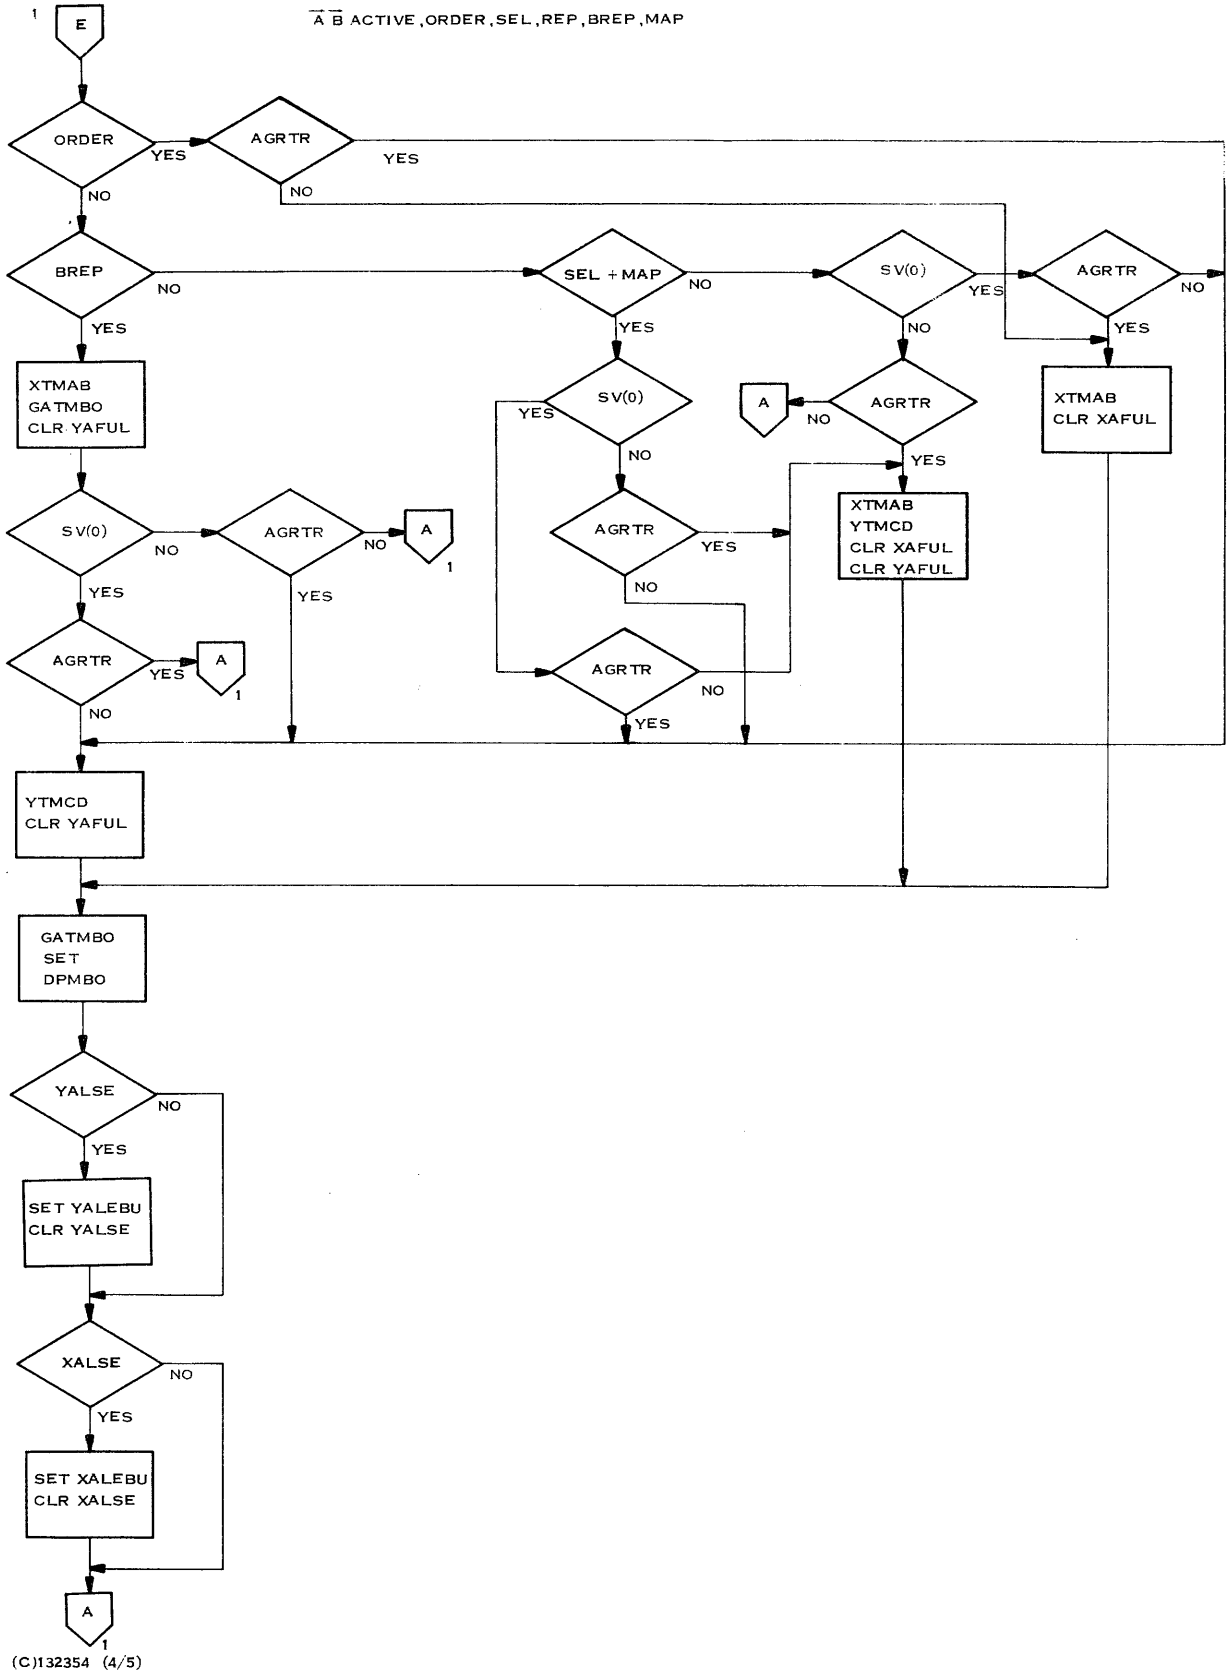 1
E
A B ACTIVE,ORDER,SEL,REP,BREP,MAP
ORDER
YES
AGRTR
YES
NO
NO
BREP
NO
SEL + MAP
NO
SV(0)
YES
AGRTR
NO
YES
YES
NO
YES
XTMAB
GATMBO
CLR YAFUL
YES
SV(0)
NO
A
NO
AGRTR
YES
XTMAB
CLR XAFUL
SV(0)
NO
AGRTR
NO
A
1
YES
YES
AGRTR
YES
NO
XTMAB
YTMCD
CLR XAFUL
CLR YAFUL
AGRTR
YES
A
1
NO
AGRTR
NO
YES
YTMCD
CLR YAFUL
GATMBO
SET
DPMBO
YALSE
NO
YES
SET YALEBU
CLR YALSE
XALSE
NO
YES
SET XALEBU
CLR XALSE
A
1
(C)132354 (4/5)